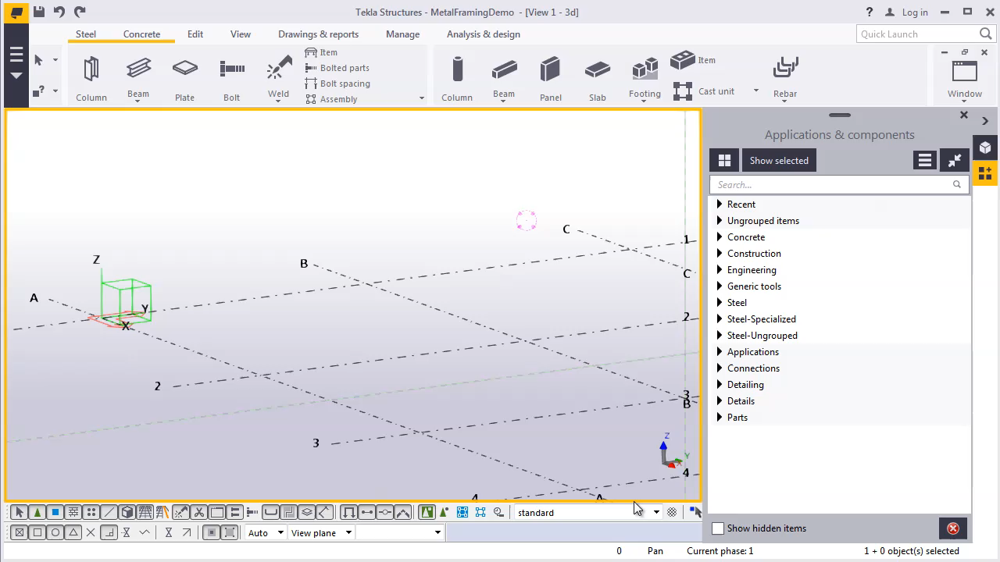 Tekla Structures - MetalFramingDemo - [View 1 - 3d]
? Log in
Steel Concrete Edit View Drawings & reports Manage Analysis & design Quick Launch
Column Beam Plate Bolt Weld
Item
Bolted parts
Bolt spacing
Assembly
Column Beam Panel Slab Footing
Item
Cast unit
Rebar
Window
Applications & components
Show selected
Search...
Recent
Ungrouped items
Concrete
Construction
Engineering
Generic tools
Steel
Steel-Specialized
Steel-Ungrouped
Applications
Connections
Detailing
Details
Parts
Show hidden items
C
1
Z
B
C
A
Y
X
2
2
3
B
3
Z
Y
X
4
4
A
standard
Auto View plane
0 Pan Current phase: 1 1 + 0 object(s) selected